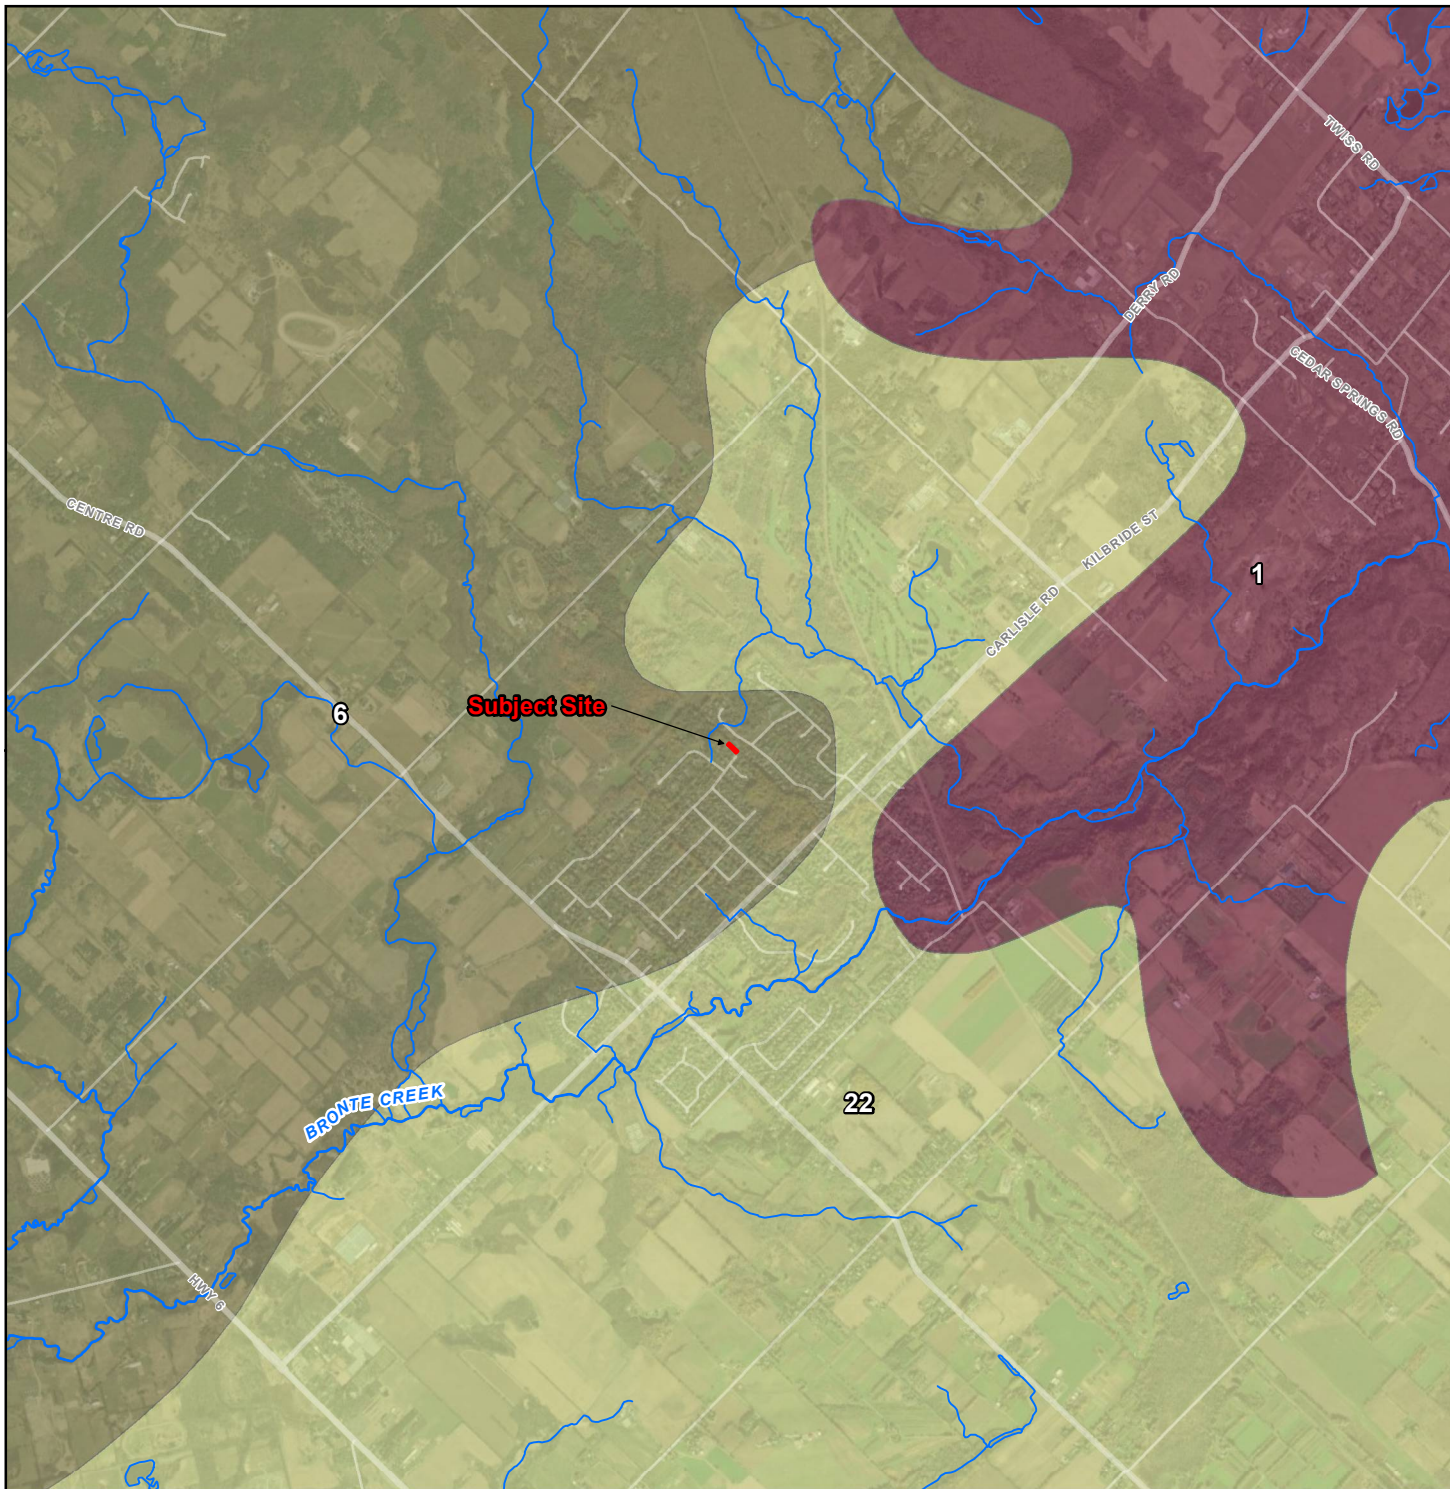 TWISS RD
DERRY RD
CEDAR SPRINGS RD
CENTRE RD
KILBRIDE ST
1
CARLISLE RD
Subject Site
6
BRONTE CREEK
22
HWY 6